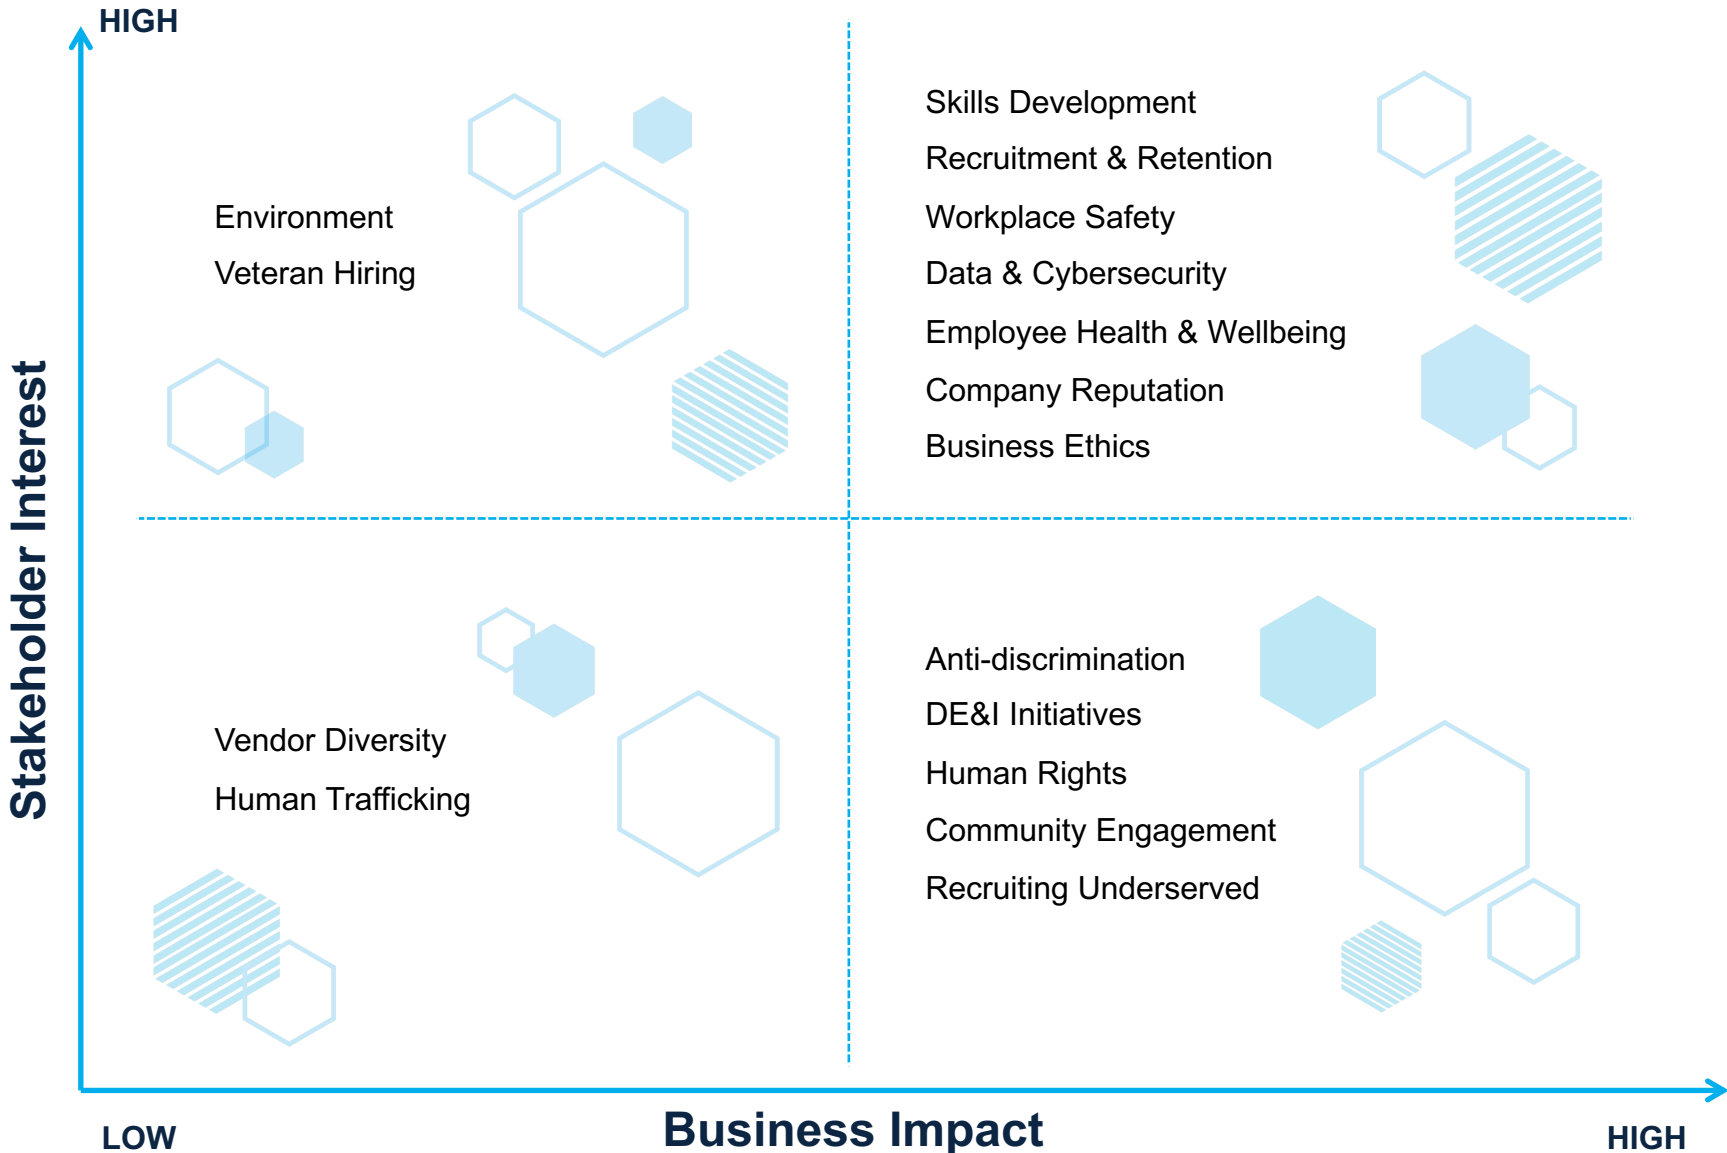 HIGH
Stakeholder Interest
Environment
Veteran Hiring
Skills Development
Recruitment & Retention
Workplace Safety
Data & Cybersecurity
Employee Health & Wellbeing
Company Reputation
Business Ethics
Vendor Diversity
Human Trafficking
Anti-discrimination
DE&I Initiatives
Human Rights
Community Engagement
Recruiting Underserved
LOW
Business Impact
HIGH